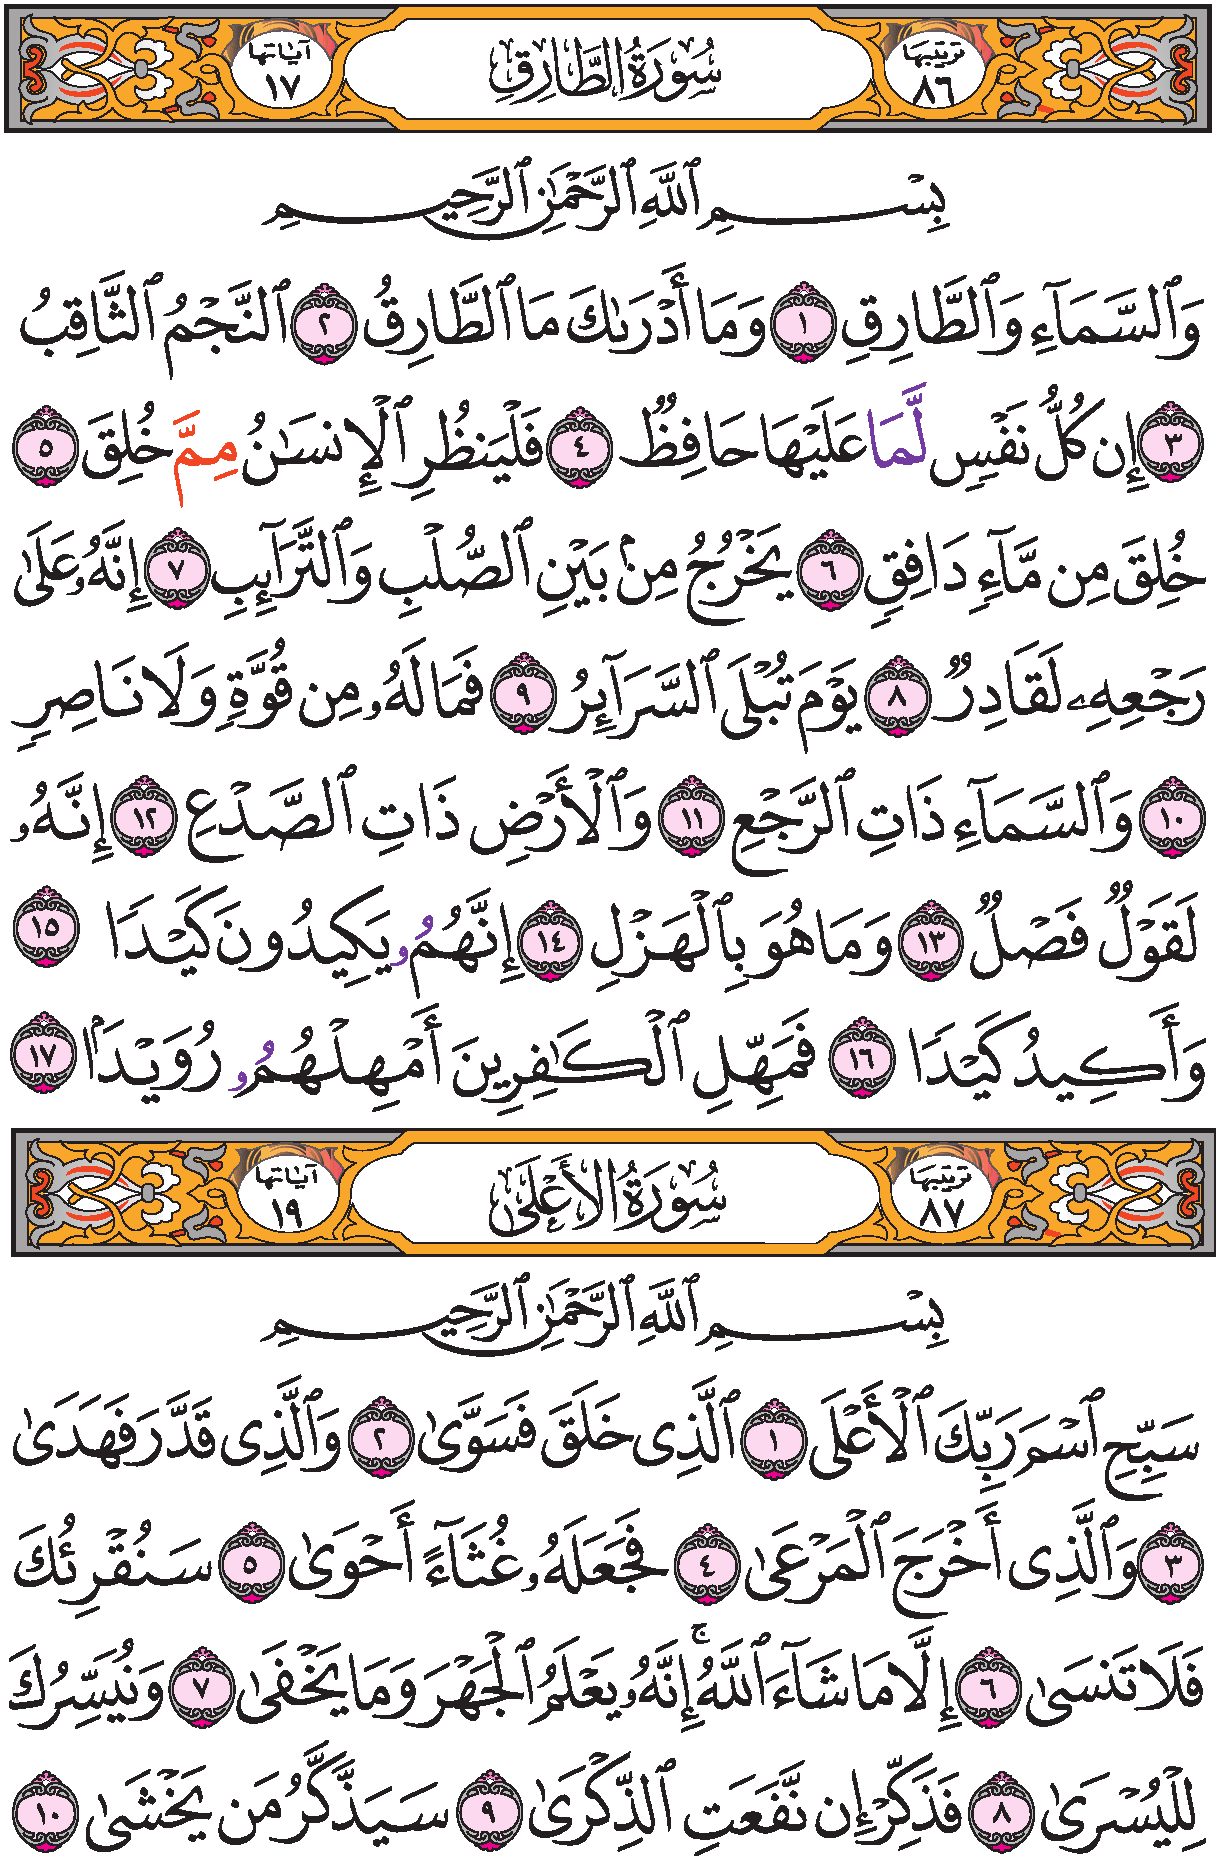 ترتيبها ٨٦ سُورَةُ الطَّارِقِ آياتها ١٧
بِسْمِ ٱللَّهِ ٱلرَّحْمَٰنِ ٱلرَّحِيمِ
وَٱلسَّمَآءِ وَٱلطَّارِقِ ١ وَمَا أَدْرَىٰكَ مَا ٱلطَّارِقُ ٢ ٱلنَّجْمُ ٱلثَّاقِبُ
٣ إِن كُلُّ نَفْسٍ لَّمَا عَلَيْهَا حَافِظٌ ٤ فَلْيَنظُرِ ٱلْإِنسَٰنُ مِمَّ خُلِقَ ٥
خُلِقَ مِن مَّآءٍ دَافِقٍ ٦ يَخْرُجُ مِنۢ بَيْنِ ٱلصُّلْبِ وَٱلتَّرَآئِبِ ٧ إِنَّهُۥ عَلَىٰ
رَجْعِهِۦ لَقَادِرٌ ٨ يَوْمَ تُبْلَى ٱلسَّرَآئِرُ ٩ فَمَا لَهُۥ مِن قُوَّةٍ وَلَا نَاصِرٍ
١٠ وَٱلسَّمَآءِ ذَاتِ ٱلرَّجْعِ ١١ وَٱلْأَرْضِ ذَاتِ ٱلصَّدْعِ ١٢ إِنَّهُۥ
لَقَوْلٌ فَصْلٌ ١٣ وَمَا هُوَ بِٱلْهَزْلِ ١٤ إِنَّهُمُۥ يَكِيدُونَ كَيْدًا ١٥
وَأَكِيدُ كَيْدًا ١٦ فَمَهِّلِ ٱلْكَٰفِرِينَ أَمْهِلْهُمُۥ رُوَيْدَۢا ١٧
ترتيبها ٨٧ سُورَةُ الأَعْلَىٰ آياتها ١٩
بِسْمِ ٱللَّهِ ٱلرَّحْمَٰنِ ٱلرَّحِيمِ
سَبِّحِ ٱسْمَ رَبِّكَ ٱلْأَعْلَى ١ ٱلَّذِى خَلَقَ فَسَوَّىٰ ٢ وَٱلَّذِى قَدَّرَ فَهَدَىٰ
٣ وَٱلَّذِى أَخْرَجَ ٱلْمَرْعَىٰ ٤ فَجَعَلَهُۥ غُثَآءً أَحْوَىٰ ٥ سَنُقْرِئُكَ
فَلَا تَنسَىٰ ٦ إِلَّا مَا شَآءَ ٱللَّهُ ۚ إِنَّهُۥ يَعْلَمُ ٱلْجَهْرَ وَمَا يَخْفَىٰ ٧ وَنُيَسِّرُكَ
لِلْيُسْرَىٰ ٨ فَذَكِّرْ إِن نَّفَعَتِ ٱلذِّكْرَىٰ ٩ سَيَذَّكَّرُ مَن يَخْشَىٰ ١٠